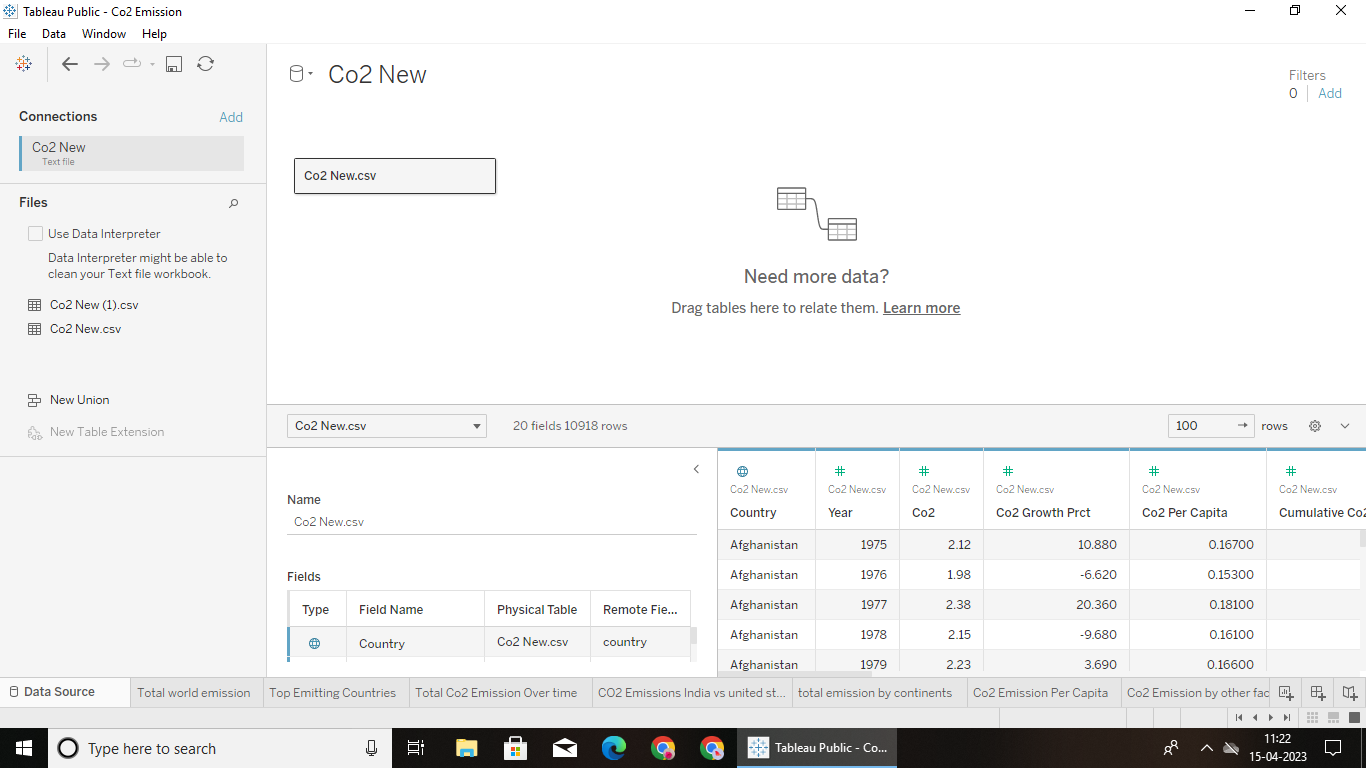 Tableau Public - Co2 Emission
File Data Window Help
Connections Add
Co2 New
Text file
Files
Use Data Interpreter
Data Interpreter might be able to
clean your Text file workbook.
Co2 New (1).csv
Co2 New.csv
New Union
New Table Extension
Co2 New
Filters
0 Add
Co2 New.csv
Need more data?
Drag tables here to relate them. Learn more
Co2 New.csv 20 fields 10918 rows 100 rows
Name
Co2 New.csv
Fields
Type Field Name Physical Table Remote Fie...
Country Co2 New.csv country
Co2 New.csv Co2 New.csv Co2 New.csv Co2 New.csv Co2 New.csv Co2 New.csv
Country Year Co2 Co2 Growth Prct Co2 Per Capita Cumulative Co2
Afghanistan 1975 2.12 10.880 0.16700
Afghanistan 1976 1.98 -6.620 0.15300
Afghanistan 1977 2.38 20.360 0.18100
Afghanistan 1978 2.15 -9.680 0.16100
Afghanistan 1979 2.23 3.690 0.16600
Data Source Total world emission Top Emitting Countries Total Co2 Emission Over time CO2 Emissions India vs united st... total emission by continents Co2 Emission Per Capita Co2 Emission by other fac
Type here to search Tableau Public - Co... 11:22
15-04-2023